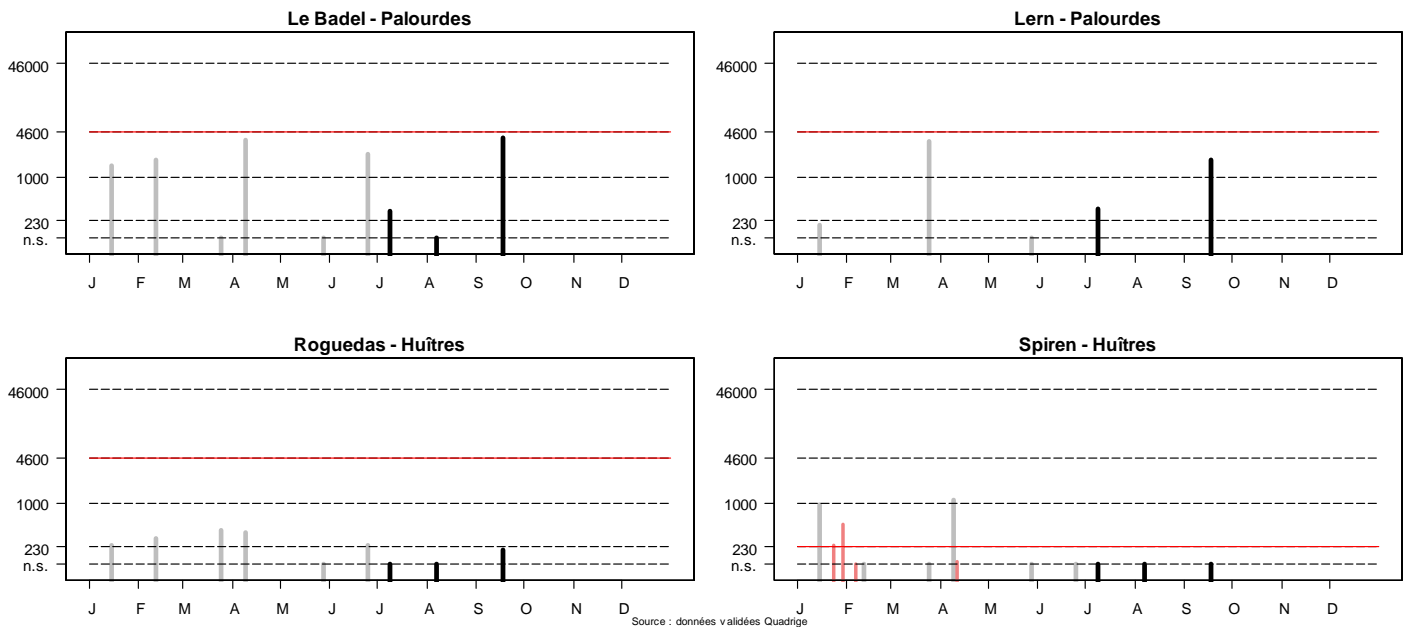 Le Badel - Palourdes
46000
4600
1000
230
n.s.
J F M A M J J A S O N D
Lern - Palourdes
46000
4600
1000
230
n.s.
J F M A M J J A S O N D
Roguedas - Huîtres
46000
4600
1000
230
n.s.
J F M A M J J A S O N D
Spiren - Huîtres
46000
4600
1000
230
n.s.
J F M A M J J A S O N D
Source : données validées Quadrige